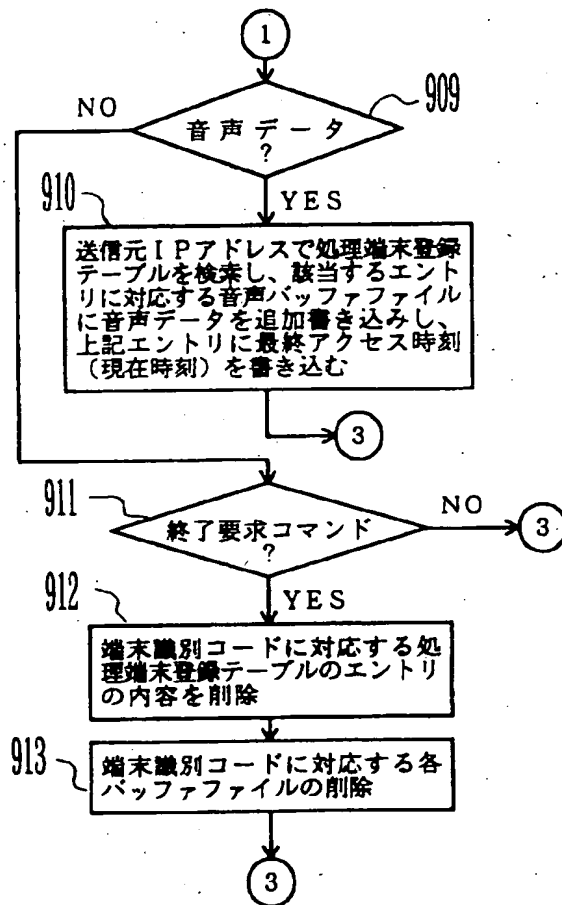 1
NO
909
音声データ
?
910
YES
送信元IPアドレスで処理端末登録
テーブルを検索し、該当するエント
リに対応する音声バッファファイル
に音声データを追加書き込みし、
上記エントリに最終アクセス時刻
(現在時刻)を書き込む
3
911
終了要求コマンド
?
NO
3
912
YES
端末識別コードに対応する処
理端末登録テーブルのエントリ
の内容を削除
913
端末識別コードに対応する各
バッファファイルの削除
3